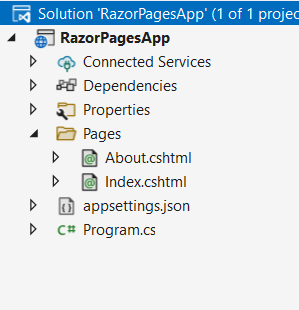 Solution 'RazorPagesApp' (1 of 1 projec
RazorPagesApp
Connected Services
Dependencies
Properties
Pages
About.cshtml
Index.cshtml
appsettings.json
C# Program.cs